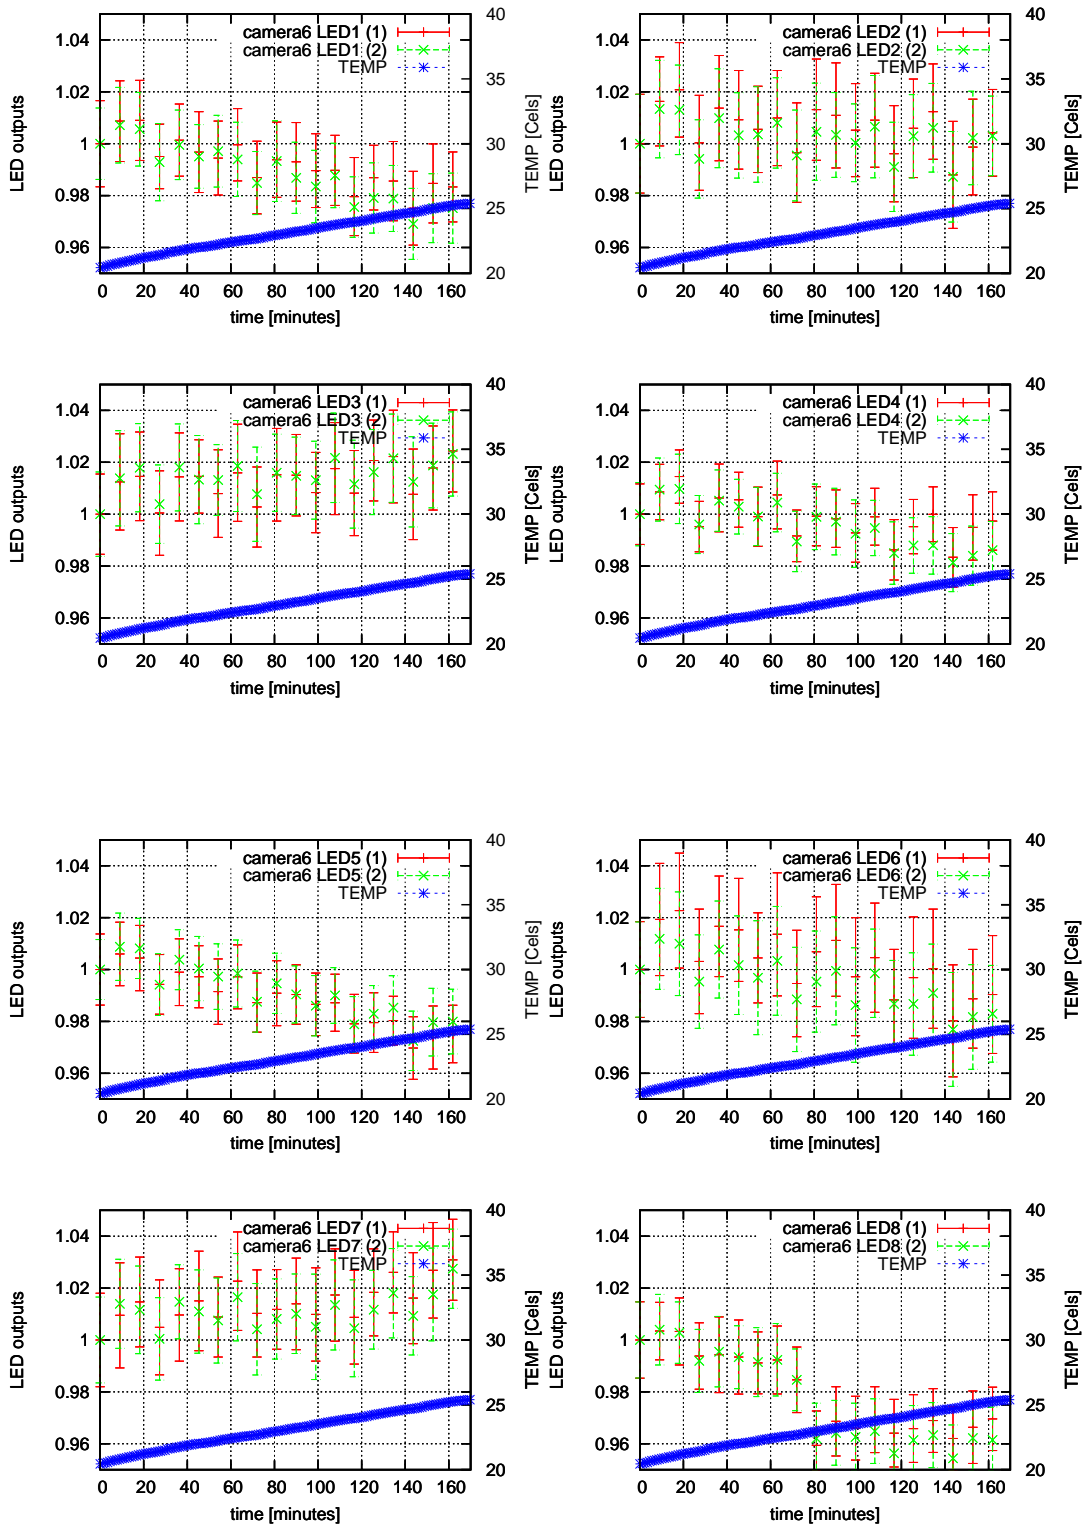 camera6 LED1 (1)
camera6 LED1 (2)
TEMP
1.04
1.02
1
0.98
0.96
40
35
30
25
20
0 20 40 60 80 100 120 140 160
LED outputs
TEMP [Cels]
time [minutes]
camera6 LED2 (1)
camera6 LED2 (2)
TEMP
1.04
1.02
1
0.98
0.96
40
35
30
25
20
0 20 40 60 80 100 120 140 160
LED outputs
TEMP [Cels]
time [minutes]
camera6 LED3 (1)
camera6 LED3 (2)
TEMP
1.04
1.02
1
0.98
0.96
40
35
30
25
20
0 20 40 60 80 100 120 140 160
LED outputs
TEMP [Cels]
time [minutes]
camera6 LED4 (1)
camera6 LED4 (2)
TEMP
1.04
1.02
1
0.98
0.96
40
35
30
25
20
0 20 40 60 80 100 120 140 160
LED outputs
TEMP [Cels]
time [minutes]
camera6 LED5 (1)
camera6 LED5 (2)
TEMP
1.04
1.02
1
0.98
0.96
40
35
30
25
20
0 20 40 60 80 100 120 140 160
LED outputs
TEMP [Cels]
time [minutes]
camera6 LED6 (1)
camera6 LED6 (2)
TEMP
1.04
1.02
1
0.98
0.96
40
35
30
25
20
0 20 40 60 80 100 120 140 160
LED outputs
TEMP [Cels]
time [minutes]
camera6 LED7 (1)
camera6 LED7 (2)
TEMP
1.04
1.02
1
0.98
0.96
40
35
30
25
20
0 20 40 60 80 100 120 140 160
LED outputs
TEMP [Cels]
time [minutes]
camera6 LED8 (1)
camera6 LED8 (2)
TEMP
1.04
1.02
1
0.98
0.96
40
35
30
25
20
0 20 40 60 80 100 120 140 160
LED outputs
TEMP [Cels]
time [minutes]